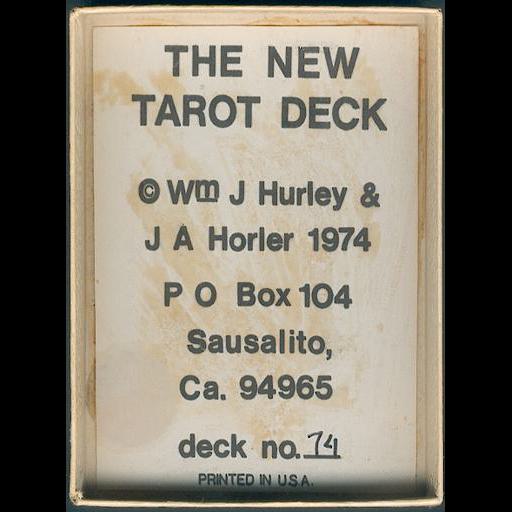 THE NEW
TAROT DECK
© Wm J Hurley &
J A Horler 1974
P O Box 104
Sausalito,
Ca. 94965
deck no. 74
PRINTED IN U.S.A.